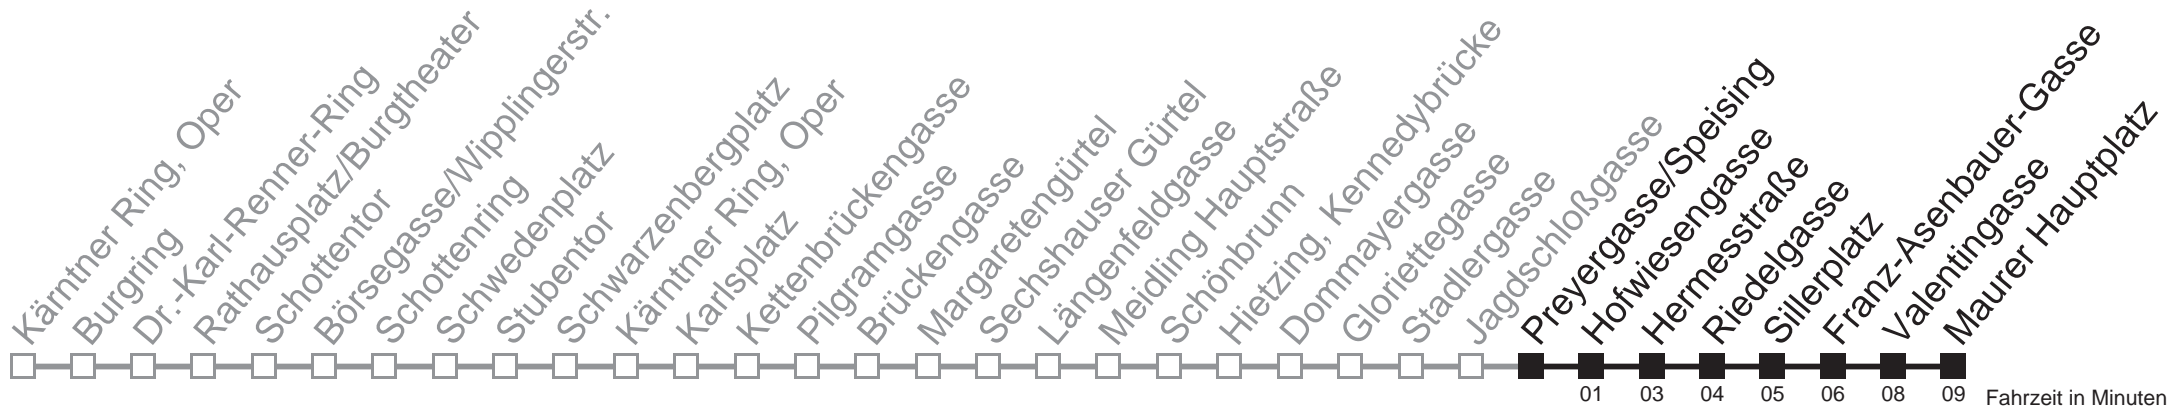 Kärntner Ring, Oper
Burgring
Dr.-Karl-Renner-Ring
Rathausplatz/Burgtheater
Schottentor
Börsegasse/Wipplingerstr.
Schottenring
Schwedenplatz
Stubentor
Schwarzenbergplatz
Kärntner Ring, Oper
Karlsplatz
Kettenbrückengasse
Pilgramgasse
Brückengasse
Margaretengürtel
Sechshauser Gürtel
Längenfeldgasse
Meidling Hauptstraße
Schönbrunn
Hietzing, Kennedybrücke
Dommayergasse
Gloriettegasse
Stadlergasse
Jagdschloßgasse
Preyergasse/Speising
Hofwiesengasse
Hermesstraße
Riedelgasse
Sillerplatz
Franz-Asenbauer-Gasse
Valentingasse
Maurer Hauptplatz
01 03 04 05 06 08 09 Fahrzeit in Minuten